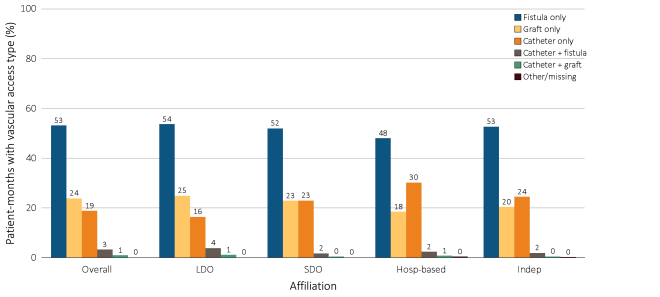 Patient-months with vascular access type (%)
100
80
60
40
20
0
Fistula only
Graft only
Catheter only
Catheter + fistula
Catheter + graft
Other/missing
53 24 19 3 1 0
54 25 16 4 1 0
52 23 23 2 0 0
48 18 30 2 1 0
53 20 24 2 0 0
Overall LDO SDO Hosp-based Indep
Affiliation